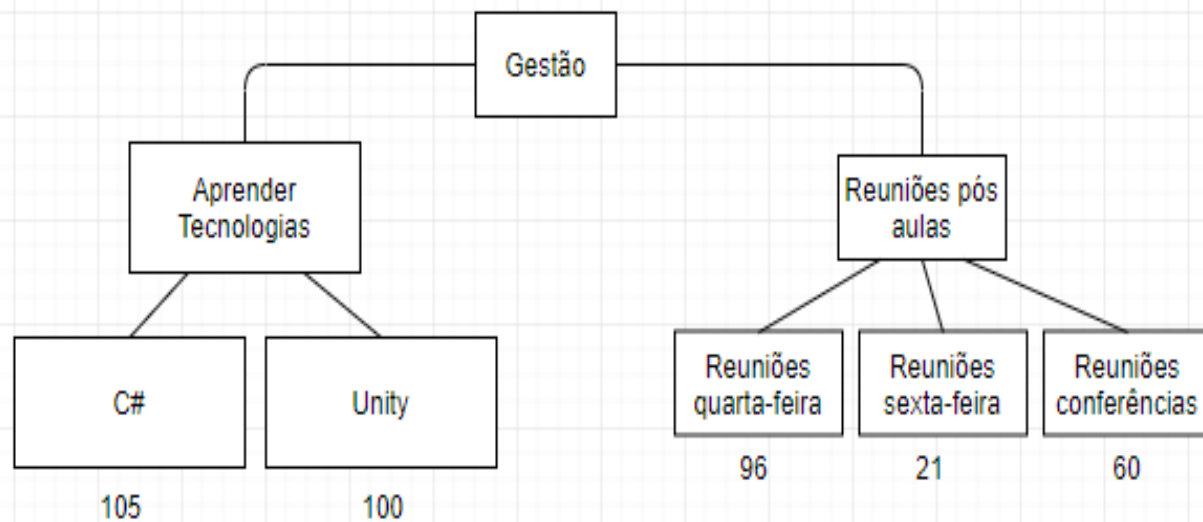 Gestão
Aprender
Tecnologias
Reuniões pós
aulas
C#
Unity
Reuniões
quarta-feira
Reuniões
sexta-feira
Reuniões
conferências
105
100
96
21
60